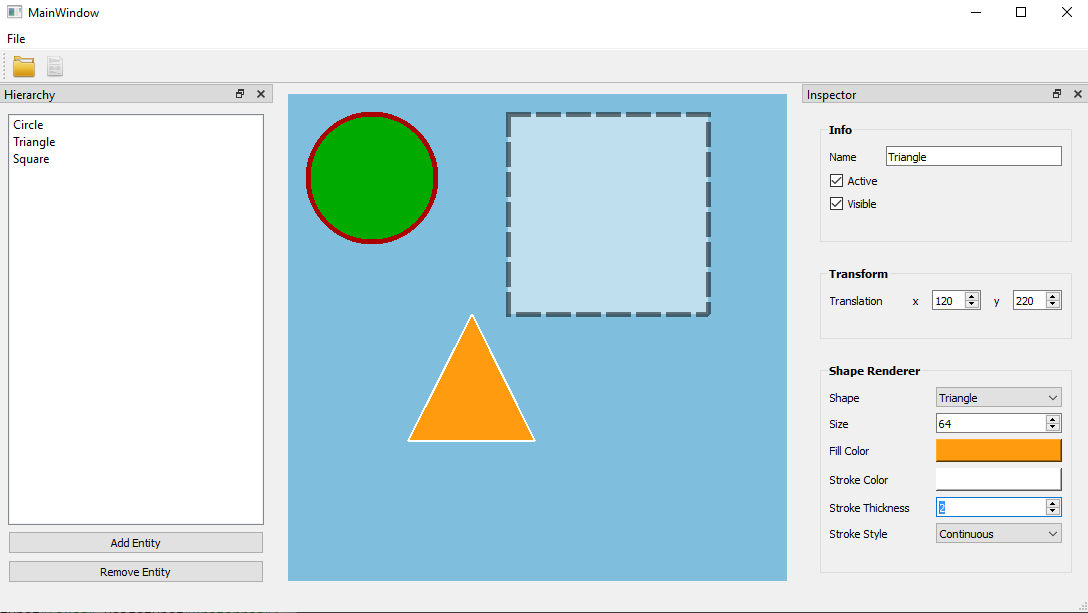 MainWindow
File
Hierarchy
Circle
Triangle
Square
Add Entity
Remove Entity
Inspector
Info
Name Triangle
Active
Visible
Transform
Translation x 120 y 220
Shape Renderer
Shape Triangle
Size 64
Fill Color
Stroke Color
Stroke Thickness 2
Stroke Style Continuous